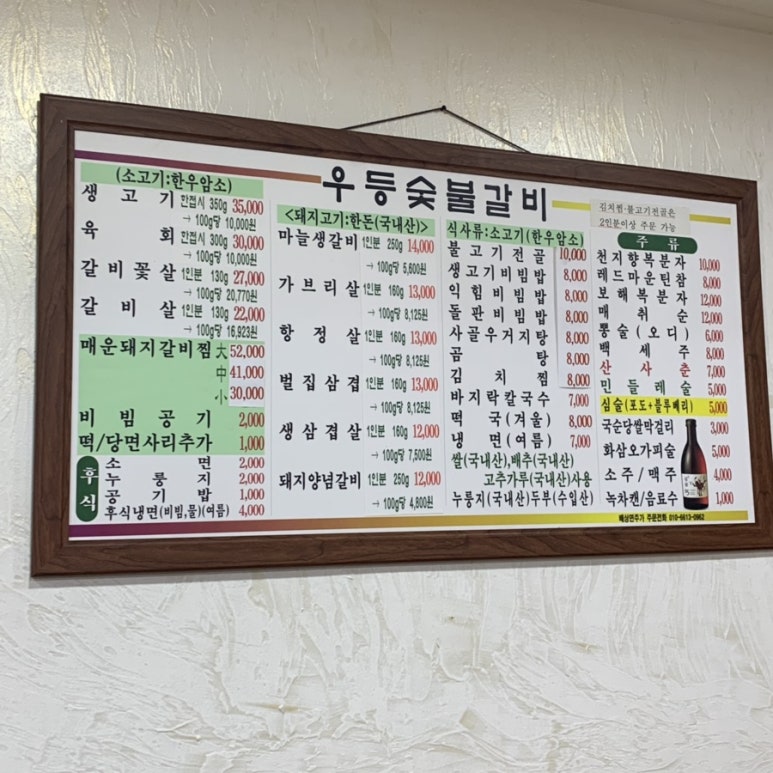 우등숯불갈비
(소고기:한우암소)
생고기 한접시 350g 35,000
→ 100g당 10,000원
육회 한접시 300g 30,000
→ 100g당 10,000원
갈비꽃살 1인분 130g 27,000
→ 100g당 20,770원
갈비살 1인분 130g 22,000
→ 100g당 16,923원
매운돼지갈비찜 大 52,000
中 41,000
小 30,000
비빔공기 2,000
떡/당면사리추가 1,000
후식
소면 2,000
누룽지 2,000
공기밥 1,000
후식냉면(비빔,물)(여름) 4,000
<돼지고기:한돈(국내산)>
마늘생갈비 1인분 250g 14,000
→ 100g당 5,600원
가브리살 1인분 160g 13,000
→ 100g당 8,125원
항정살 1인분 160g 13,000
→ 100g당 8,125원
벌집삼겹 1인분 160g 13,000
→ 100g당 8,125원
생삼겹살 1인분 160g 12,000
→ 100g당 7,500원
돼지양념갈비 1인분 250g 12,000
→ 100g당 4,800원
식사류:소고기(한우암소)
불고기전골 10,000
생고기비빔밥 8,000
익힘비빔밥 8,000
돌판비빔밥 8,000
사골우거지탕 8,000
곰탕 8,000
김치찜 8,000
바지락칼국수 7,000
떡국(겨울) 8,000
냉면(여름) 7,000
쌀(국내산),배추(국내산)
고추가루(국내산)사용
누룽지(국내산)두부(수입산)
김치찜·불고기전골은
2인분이상 주문 가능
주류
천지향복분자 10,000
레드마운틴참 8,000
보해복분자 12,000
매취순 12,000
뽕술(오디) 6,000
백세주 8,000
산사춘 7,000
민들레술 5,000
심술(포도+블루베리) 5,000
국순당쌀막걸리 3,000
화삼오가피술 5,000
소주/맥주 4,000
녹차캔/음료수 1,000
배상면주가 주문전화 010-6613-0962